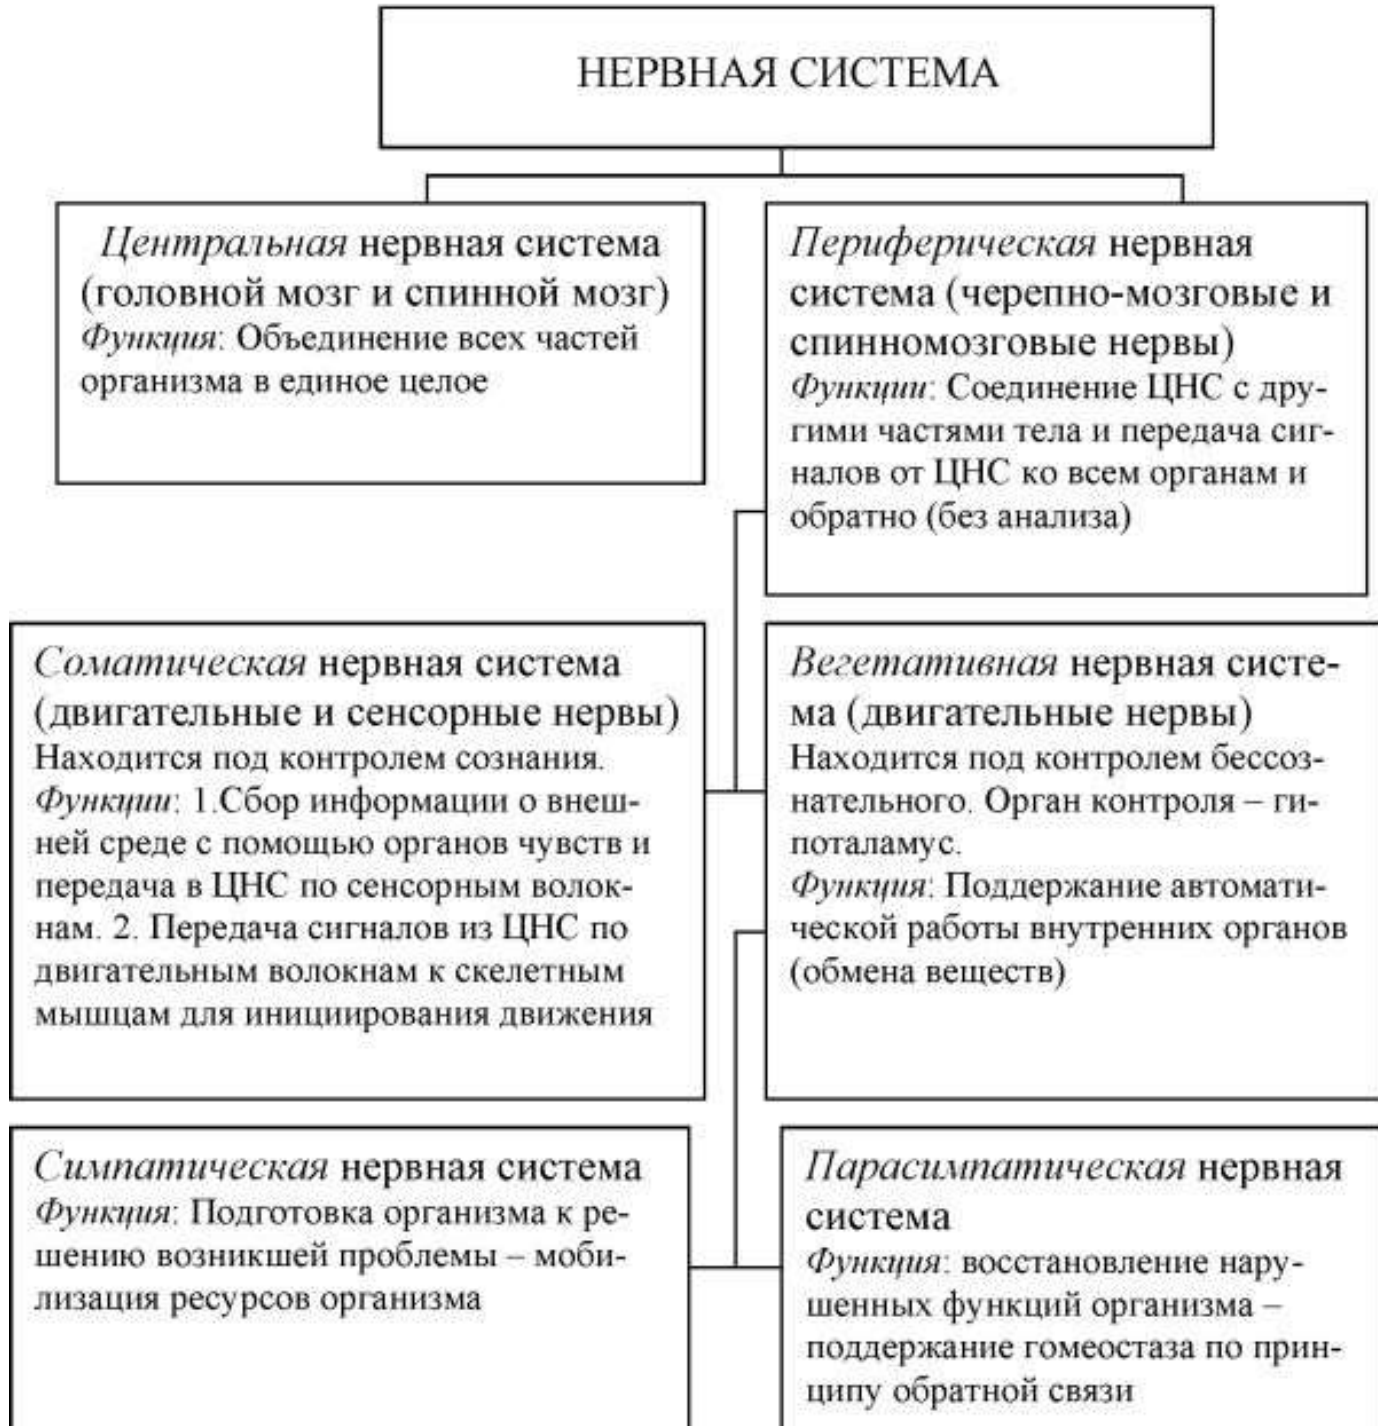 НЕРВНАЯ СИСТЕМА
Центральная нервная система
(головной мозг и спинной мозг)
Функция: Объединение всех частей
организма в единое целое
Периферическая нервная
система (черепно-мозговые и
спинномозговые нервы)
Функции: Соединение ЦНС с дру-
гими частями тела и передача сиг-
налов от ЦНС ко всем органам и
обратно (без анализа)
Соматическая нервная система
(двигательные и сенсорные нервы)
Находится под контролем сознания.
Функции: 1.Сбор информации о внеш-
ней среде с помощью органов чувств и
передача в ЦНС по сенсорным волок-
нам. 2. Передача сигналов из ЦНС по
двигательным волокнам к скелетным
мышцам для инициирования движения
Вегетативная нервная систе-
ма (двигательные нервы)
Находится под контролем бессоз-
нательного. Орган контроля – ги-
поталамус.
Функция: Поддержание автомати-
ческой работы внутренних органов
(обмена веществ)
Симпатическая нервная система
Функция: Подготовка организма к ре-
шению возникшей проблемы – моби-
лизация ресурсов организма
Парасимпатическая нервная
система
Функция: восстановление нару-
шенных функций организма –
поддержание гомеостаза по прин-
ципу обратной связи